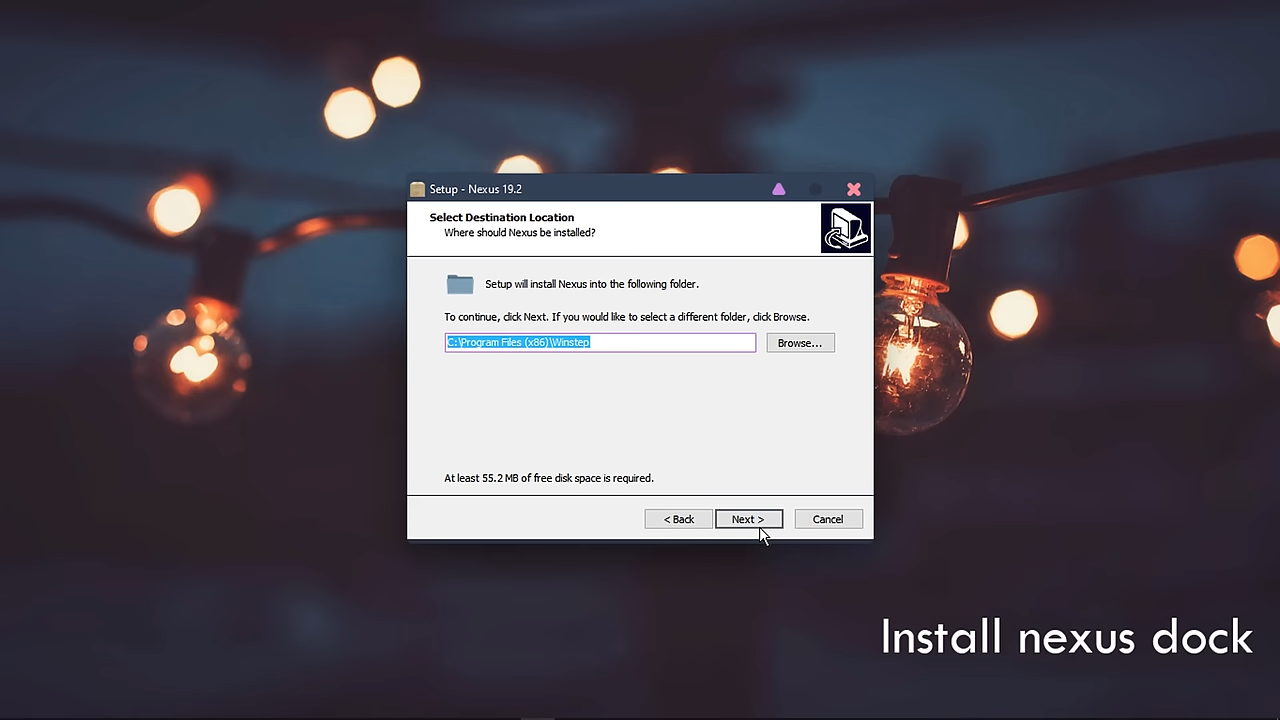 Setup - Nexus 19.2
Select Destination Location
Where should Nexus be installed?
Setup will install Nexus into the following folder.
To continue, click Next. If you would like to select a different folder, click Browse.
C:\Program Files (x86)\Winstep
Browse...
At least 55.2 MB of free disk space is required.
< Back
Next >
Cancel
Install nexus dock